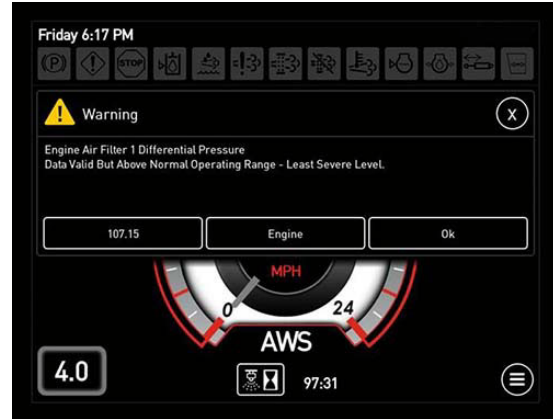 Friday 6:17 PM
(P)
STOP
Warning
X
Engine Air Filter 1 Differential Pressure
Data Valid But Above Normal Operating Range - Least Severe Level.
107.15
Engine
Ok
MPH
0
24
AWS
4.0
97:31